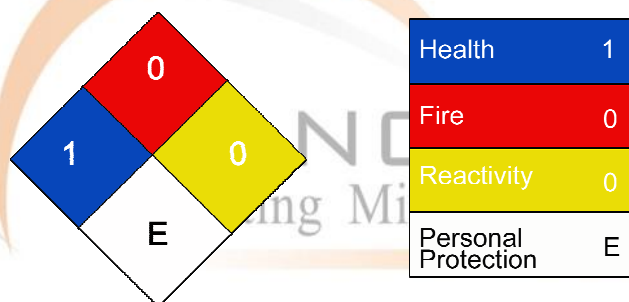 0
1
0
E
Health 1
Fire 0
Reactivity 0
Personal
Protection E